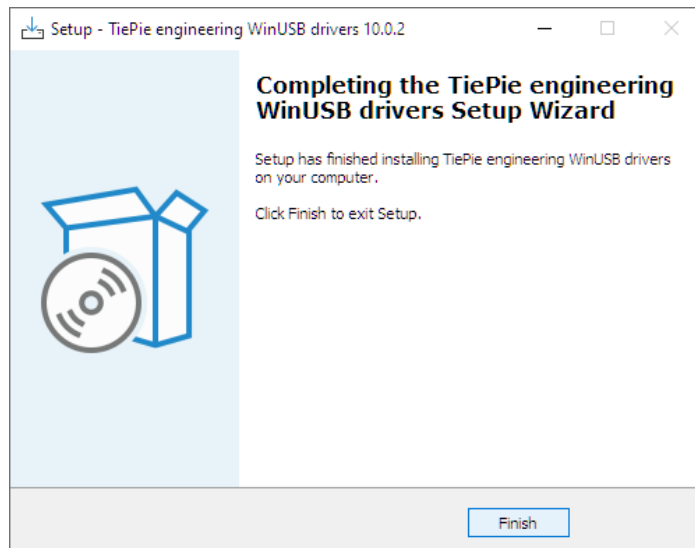 Setup - TiePie engineering WinUSB drivers 10.0.2
Completing the TiePie engineering
WinUSB drivers Setup Wizard
Setup has finished installing TiePie engineering WinUSB drivers
on your computer.
Click Finish to exit Setup.
Finish